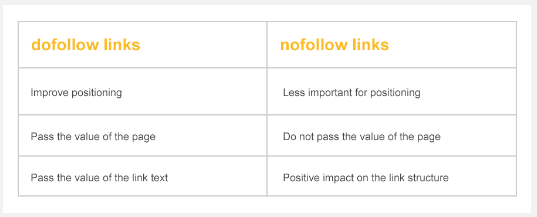 dofollow links
nofollow links
Improve positioning
Less important for positioning
Pass the value of the page
Do not pass the value of the page
Pass the value of the link text
Positive impact on the link structure